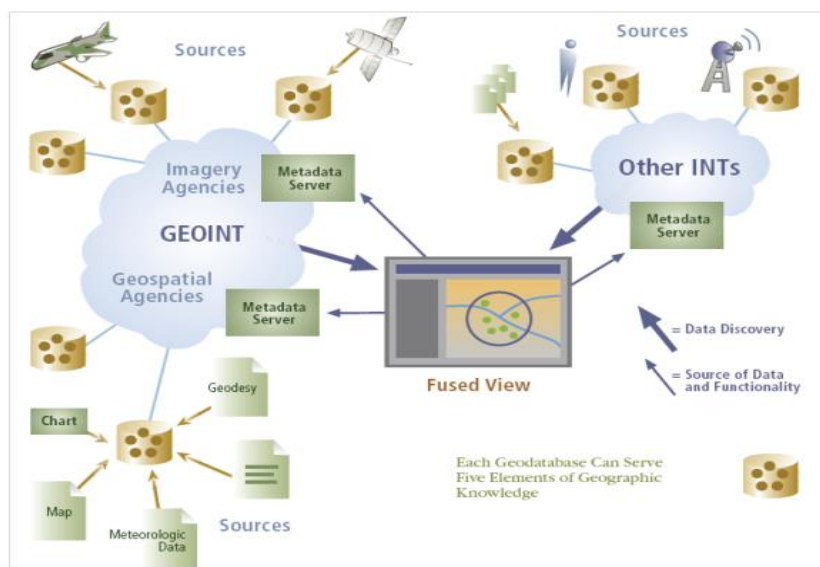 Sources
Sources
Imagery
Agencies
Metadata
Server
Other INTs
GEOINT
Metadata
Server
Geospatial
Agencies
Metadata
Server
= Data Discovery
= Source of Data
and Functionality
Fused View
Geodesy
Chart
Map
Meteorologic
Data
Sources
Each Geodatabase Can Serve
Five Elements of Geographic
Knowledge